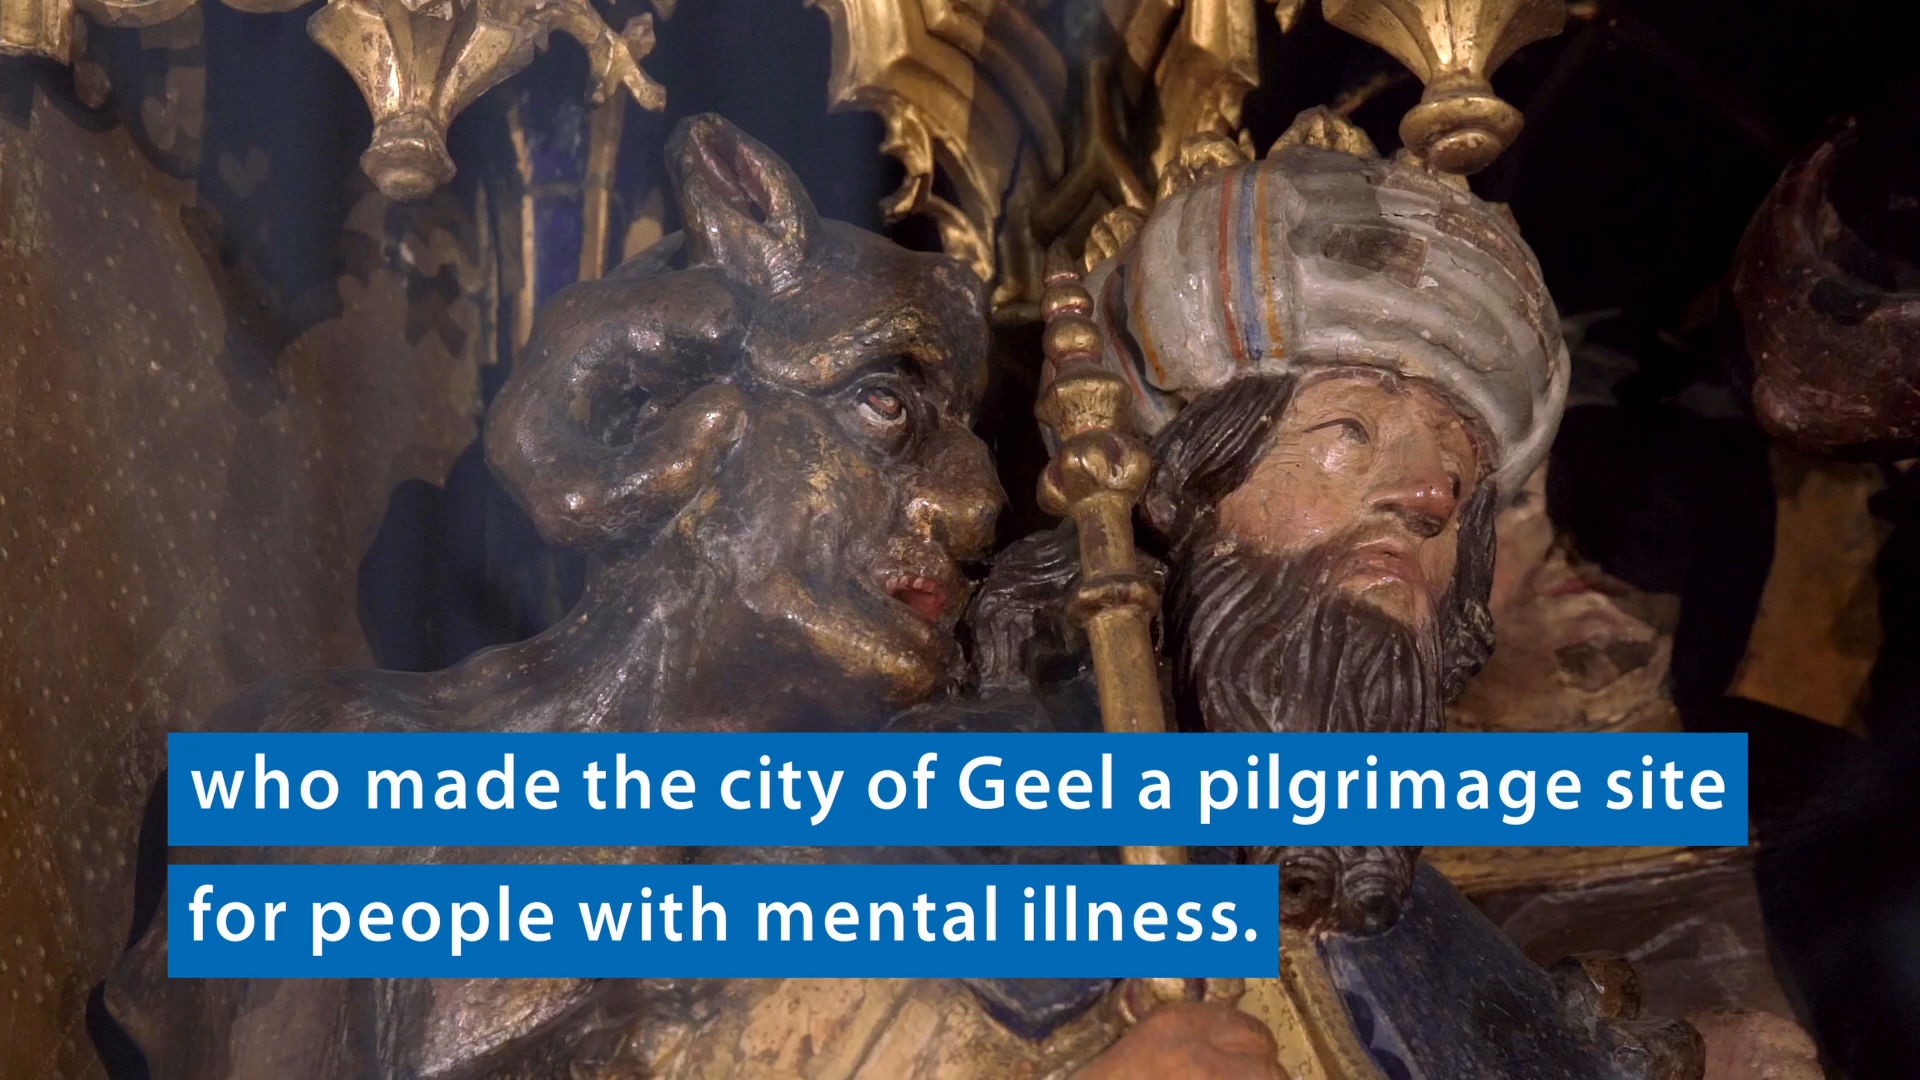 who made the city of Geel a pilgrimage site
for people with mental illness.